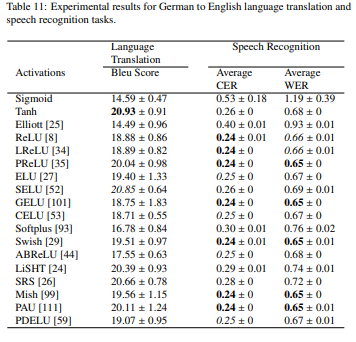 Table 11: Experimental results for German to English language translation and
speech recognition tasks.
Language Translation Speech Recognition
Activations Bleu Score Average CER Average WER
Sigmoid 14.59 ± 0.47 0.53 ± 0.18 1.19 ± 0.39
Tanh 20.93 ± 0.91 0.26 ± 0 0.68 ± 0
Elliott [25] 14.49 ± 0.96 0.40 ± 0.01 0.93 ± 0.01
ReLU [8] 18.88 ± 0.86 0.24 ± 0.01 0.66 ± 0.01
LReLU [34] 18.89 ± 0.82 0.24 ± 0 0.66 ± 0.01
PReLU [35] 20.04 ± 0.98 0.24 ± 0 0.65 ± 0
ELU [27] 19.40 ± 1.33 0.25 ± 0 0.67 ± 0
SELU [52] 20.85 ± 0.64 0.26 ± 0 0.69 ± 0.01
GELU [101] 18.75 ± 1.83 0.24 ± 0 0.65 ± 0
CELU [53] 18.71 ± 0.55 0.25 ± 0 0.67 ± 0
Softplus [93] 16.78 ± 0.84 0.30 ± 0.01 0.76 ± 0.02
Swish [29] 19.51 ± 0.97 0.24 ± 0.01 0.65 ± 0.01
ABReLU [44] 17.55 ± 0.63 0.25 ± 0 0.68 ± 0
LiSHT [24] 20.39 ± 0.93 0.29 ± 0.01 0.74 ± 0.01
SRS [26] 20.66 ± 0.78 0.28 ± 0 0.72 ± 0
Mish [99] 19.56 ± 1.15 0.24 ± 0 0.65 ± 0
PAU [111] 20.11 ± 1.24 0.24 ± 0 0.65 ± 0.01
PDELU [59] 19.07 ± 0.95 0.25 ± 0 0.67 ± 0.01